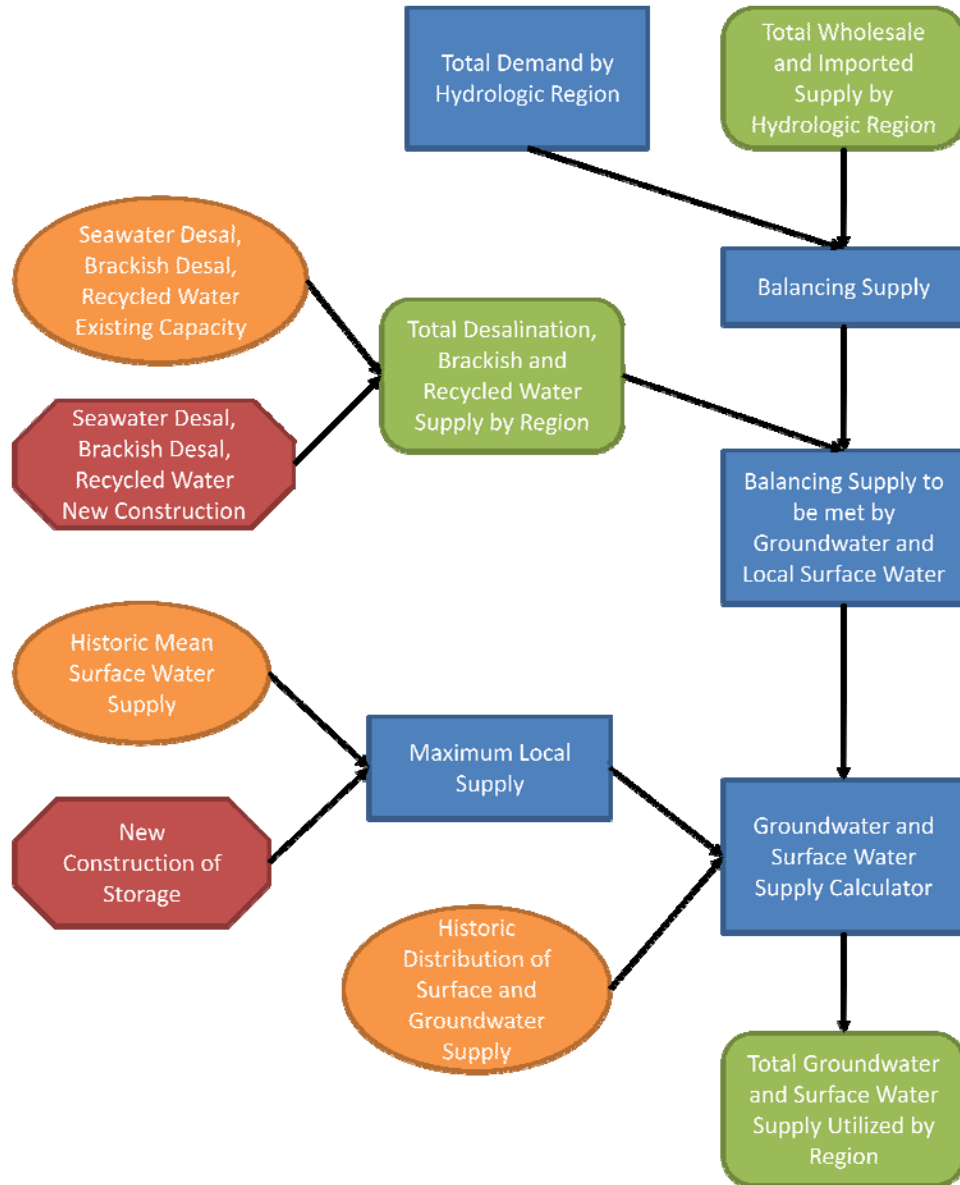 Total Demand by
Hydrologic Region
Total Wholesale
and Imported
Supply by
Hydrologic Region
Seawater Desal,
Brackish Desal,
Recycled Water
Existing Capacity
Balancing Supply
Total Desalination,
Brackish and
Recycled Water
Supply by Region
Seawater Desal,
Brackish Desal,
Recycled Water
New Construction
Balancing Supply to
be met by
Groundwater and
Local Surface Water
Historic Mean
Surface Water
Supply
Maximum Local
Supply
New
Construction of
Storage
Groundwater and
Surface Water
Supply Calculator
Historic
Distribution of
Surface and
Groundwater
Supply
Total Groundwater
and Surface Water
Supply Utilized by
Region